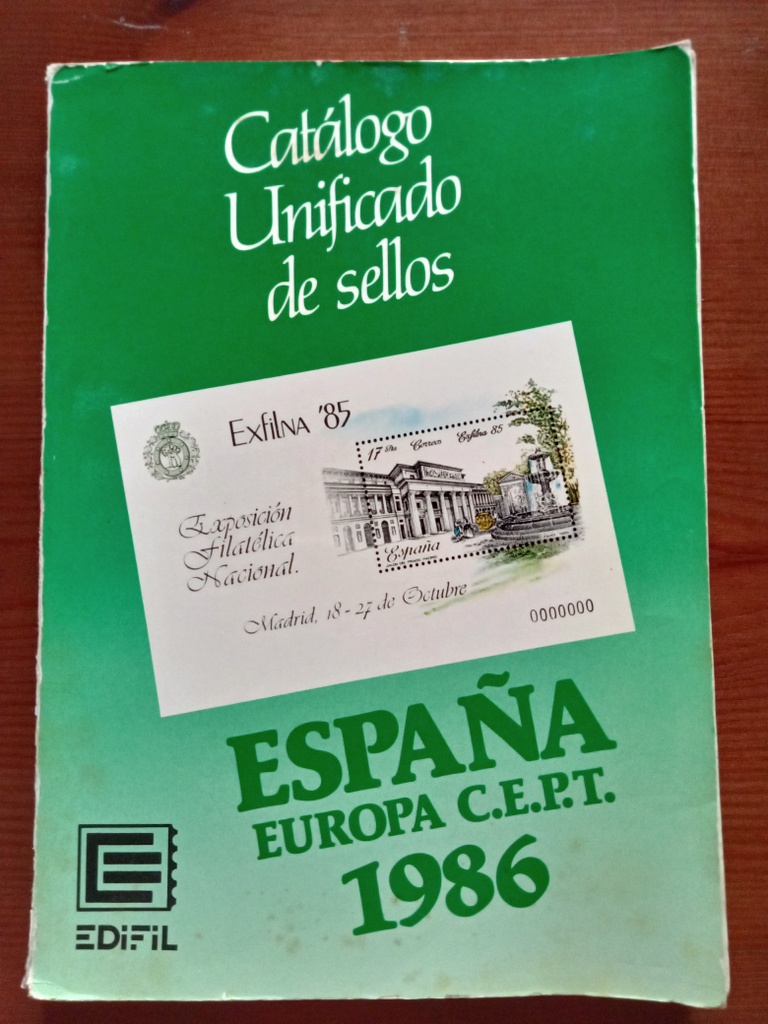 Catálogo
Unificado
de sellos
Exfilna '85
17 Pts Correos Exfilna 85
España
Exposición
Filatélica
Nacional.
Madrid, 18 - 27 de Octubre
0000000
ESPAÑA
EUROPA C.E.P.T.
1986
EDIFIL